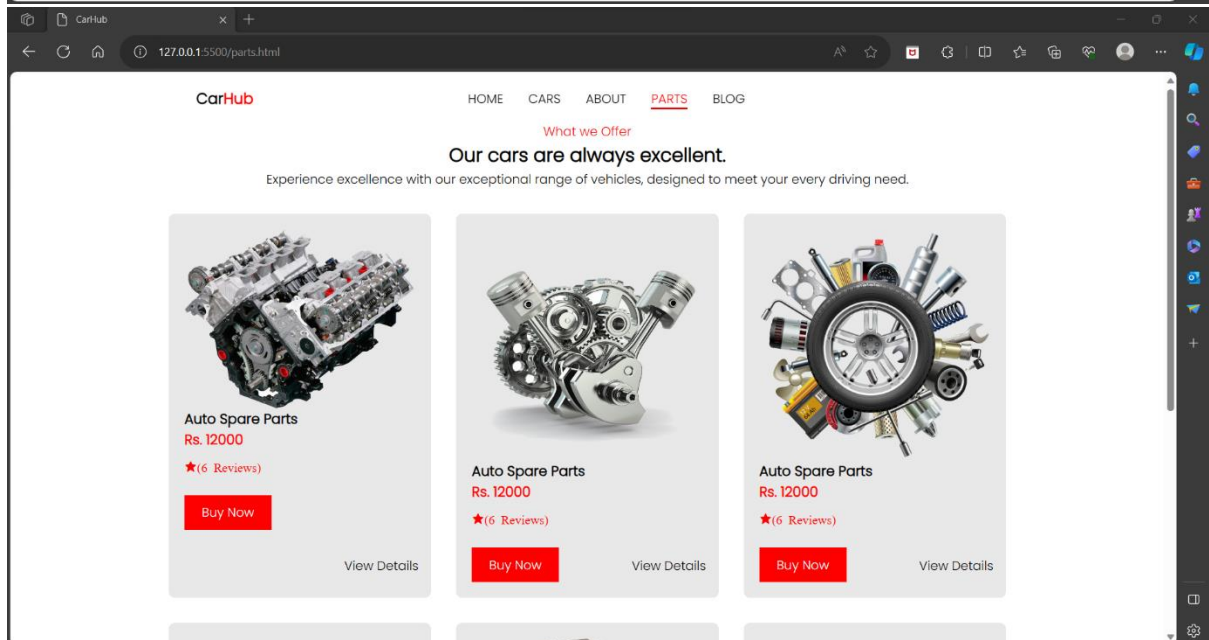 CarHub
127.0.0.1:5500/parts.html
CarHub
HOME CARS ABOUT PARTS BLOG
What we Offer
Our cars are always excellent.
Experience excellence with our exceptional range of vehicles, designed to meet your every driving need.
Auto Spare Parts
Rs. 12000
(6 Reviews)
Buy Now
View Details
Auto Spare Parts
Rs. 12000
(6 Reviews)
Buy Now
View Details
Auto Spare Parts
Rs. 12000
(6 Reviews)
Buy Now
View Details